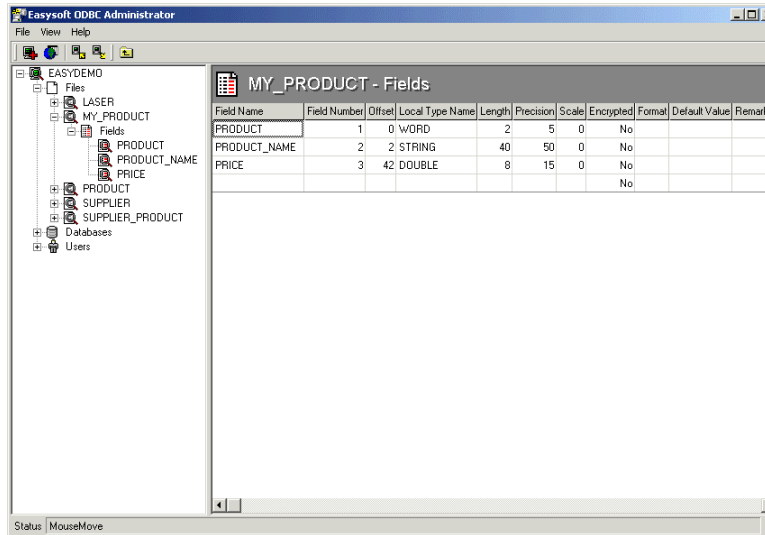 Easysoft ODBC Administrator
File View Help
EASYDEMO
Files
LASER
MY_PRODUCT
Fields
PRODUCT
PRODUCT_NAME
PRICE
PRODUCT
SUPPLIER
SUPPLIER_PRODUCT
Databases
Users
MY_PRODUCT - Fields
Field Name Field Number Offset Local Type Name Length Precision Scale Encrypted Format Default Value Remark
PRODUCT 1 0 WORD 2 5 0 No
PRODUCT_NAME 2 2 STRING 40 50 0 No
PRICE 3 42 DOUBLE 8 15 0 No
No
Status MouseMove